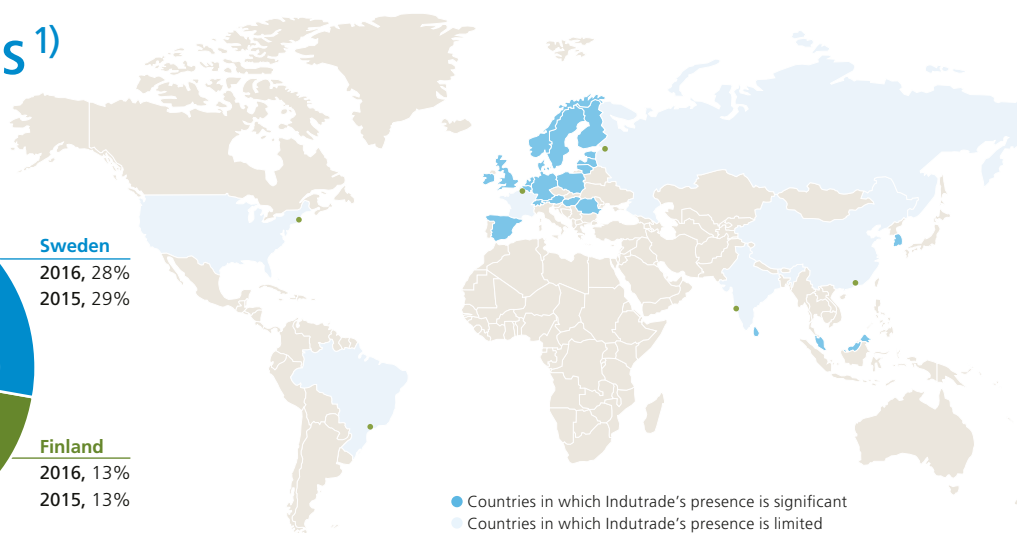 s 1)
Sweden
2016, 28%
2015, 29%
Finland
2016, 13%
2015, 13%
Countries in which Indutrade's presence is significant
Countries in which Indutrade's presence is limited